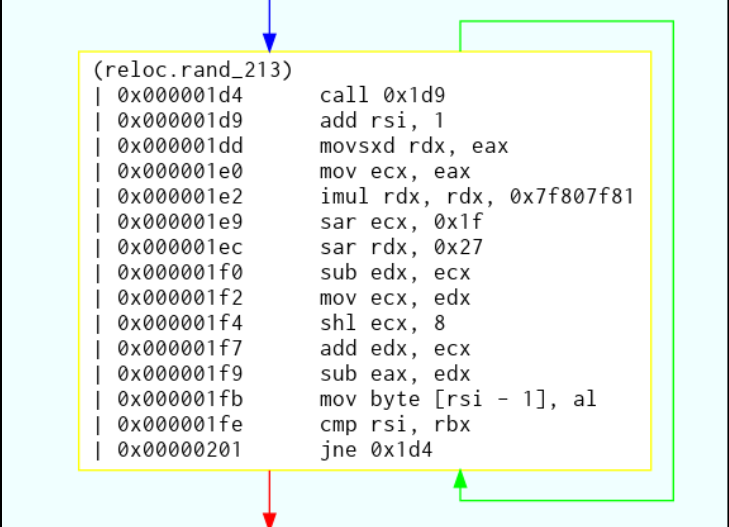 (reloc.rand_213)
| 0x000001d4 call 0x1d9
| 0x000001d9 add rsi, 1
| 0x000001dd movsxd rdx, eax
| 0x000001e0 mov ecx, eax
| 0x000001e2 imul rdx, rdx, 0x7f807f81
| 0x000001e9 sar ecx, 0x1f
| 0x000001ec sar rdx, 0x27
| 0x000001f0 sub edx, ecx
| 0x000001f2 mov ecx, edx
| 0x000001f4 shl ecx, 8
| 0x000001f7 add edx, ecx
| 0x000001f9 sub eax, edx
| 0x000001fb mov byte [rsi - 1], al
| 0x000001fe cmp rsi, rbx
| 0x00000201 jne 0x1d4